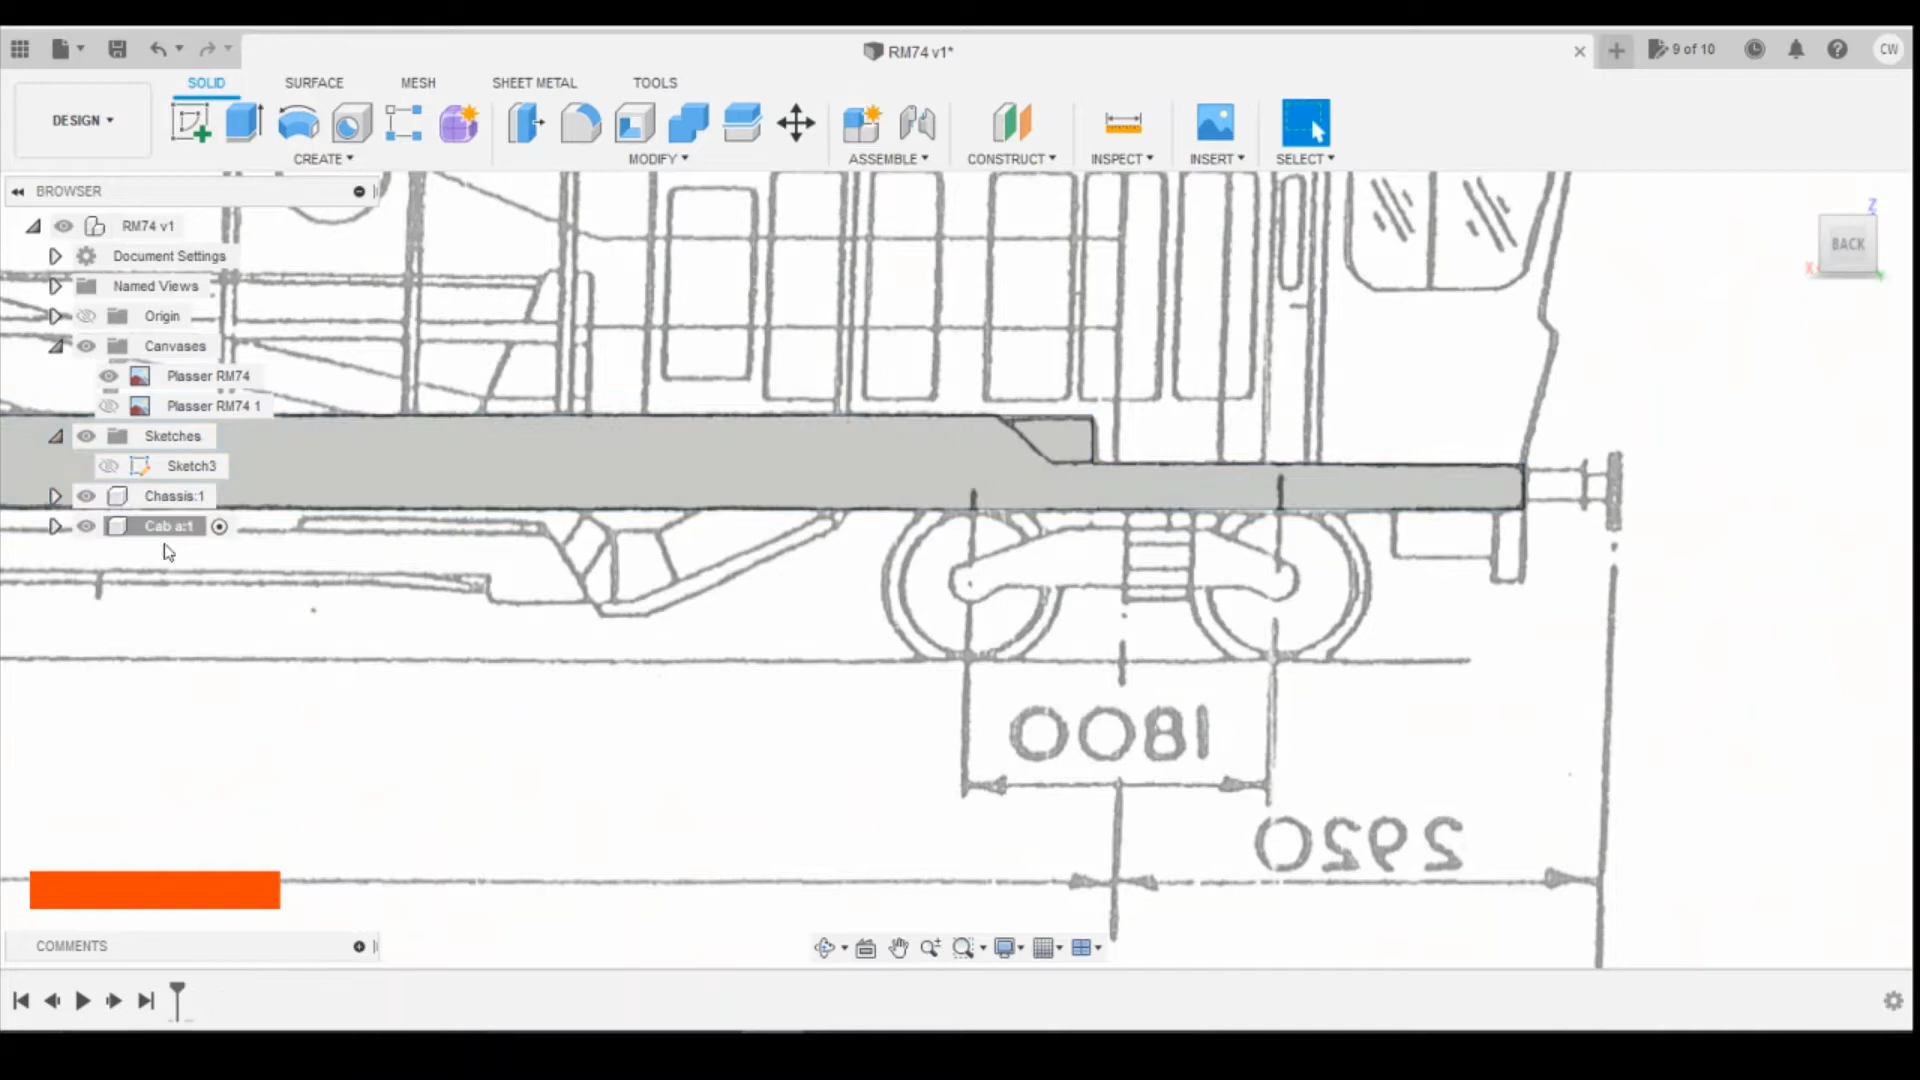 RM74 v1*
9 of 10
CW
SOLID
SURFACE
MESH
SHEET METAL
TOOLS
DESIGN
CREATE
MODIFY
ASSEMBLE
CONSTRUCT
INSPECT
INSERT
SELECT
BROWSER
RM74 v1
Document Settings
Named Views
Origin
Canvases
Plasser RM74
Plasser RM74 1
Sketches
Sketch3
Chassis:1
Cab a:1
Z
BACK
X
1800
2920
COMMENTS